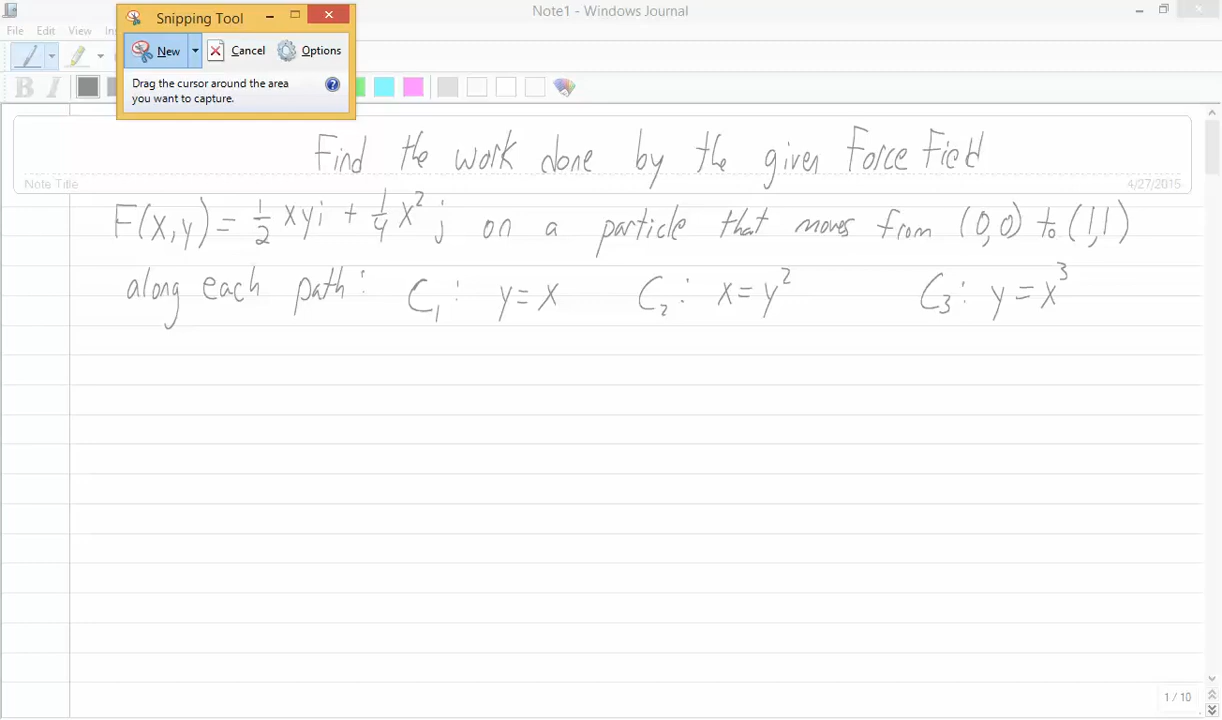 Note1 - Windows Journal
Snipping Tool
File Edit View
New Cancel Options
Drag the cursor around the area
you want to capture.
Find the work done by the given Force Field
Note Title
4/27/2015
F(x,y) = 1/2 xyi + 1/4 x² j on a particle that moves from (0,0) to (1,1)
along each path: C₁: y=x C₂: x=y² C₃: y=x³
1 / 10